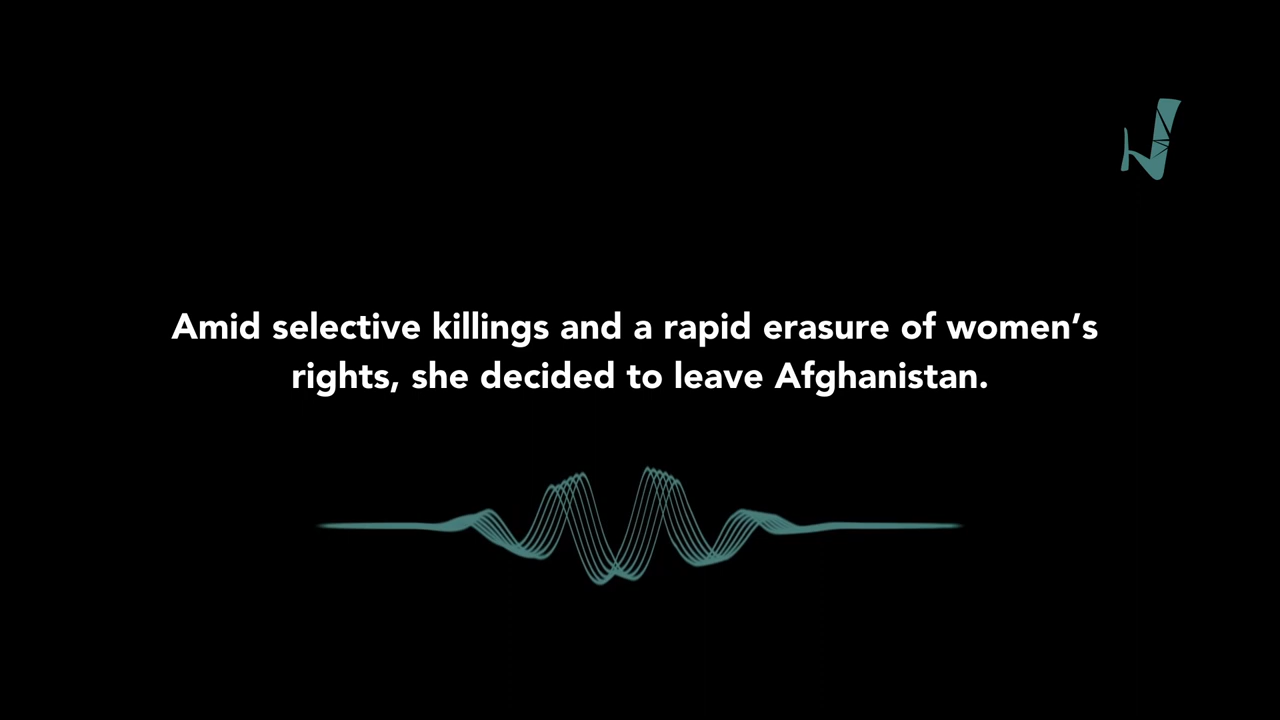 Amid selective killings and a rapid erasure of women’s
rights, she decided to leave Afghanistan.